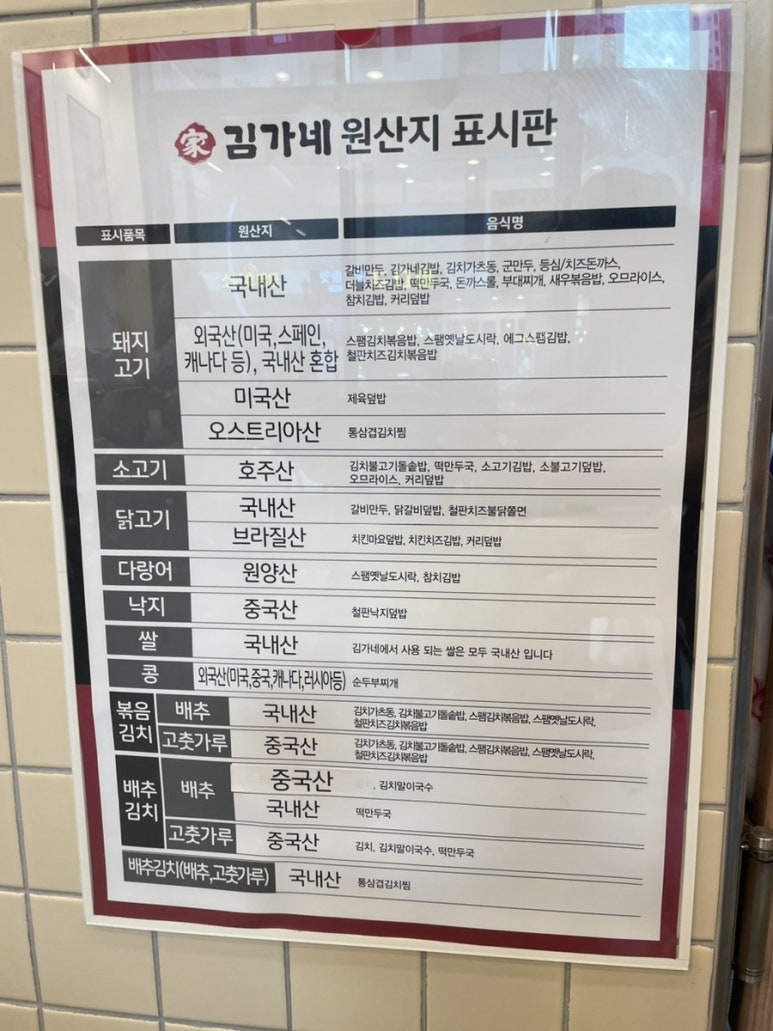 家 김가네 원산지 표시판
표시품목 원산지 음식명
돼지
고기
국내산
갈비만두, 김가네김밥, 김치가츠동, 군만두, 등심/치즈돈까스,
더블치즈김밥, 떡만두국, 돈까스롤, 부대찌개, 새우볶음밥, 오므라이스,
참치김밥, 커리덮밥
외국산(미국,스페인,
캐나다 등), 국내산 혼합
스팸김치볶음밥, 스팸옛날도시락, 에그스팸김밥,
철판치즈김치볶음밥
미국산 제육덮밥
오스트리아산 통삼겹김치찜
소고기 호주산
김치불고기돌솥밥, 떡만두국, 소고기김밥, 소불고기덮밥,
오므라이스, 커리덮밥
닭고기
국내산 갈비만두, 닭갈비덮밥, 철판치즈불닭쫄면
브라질산 치킨마요덮밥, 치킨치즈김밥, 커리덮밥
다랑어 원양산 스팸옛날도시락, 참치김밥
낙지 중국산 철판낙지덮밥
쌀 국내산 김가네에서 사용 되는 쌀은 모두 국내산 입니다
콩 외국산(미국,중국,캐나다,러시아등) 순두부찌개
볶음
김치
배추 국내산
김치가츠동, 김치불고기돌솥밥, 스팸김치볶음밥, 스팸옛날도시락,
철판치즈김치볶음밥
고춧가루 중국산
김치가츠동, 김치불고기돌솥밥, 스팸김치볶음밥, 스팸옛날도시락,
철판치즈김치볶음밥
배추
김치
배추
중국산 , 김치말이국수
국내산 떡만두국
고춧가루 중국산 김치, 김치말이국수, 떡만두국
배추김치(배추,고춧가루) 국내산 통삼겹김치찜